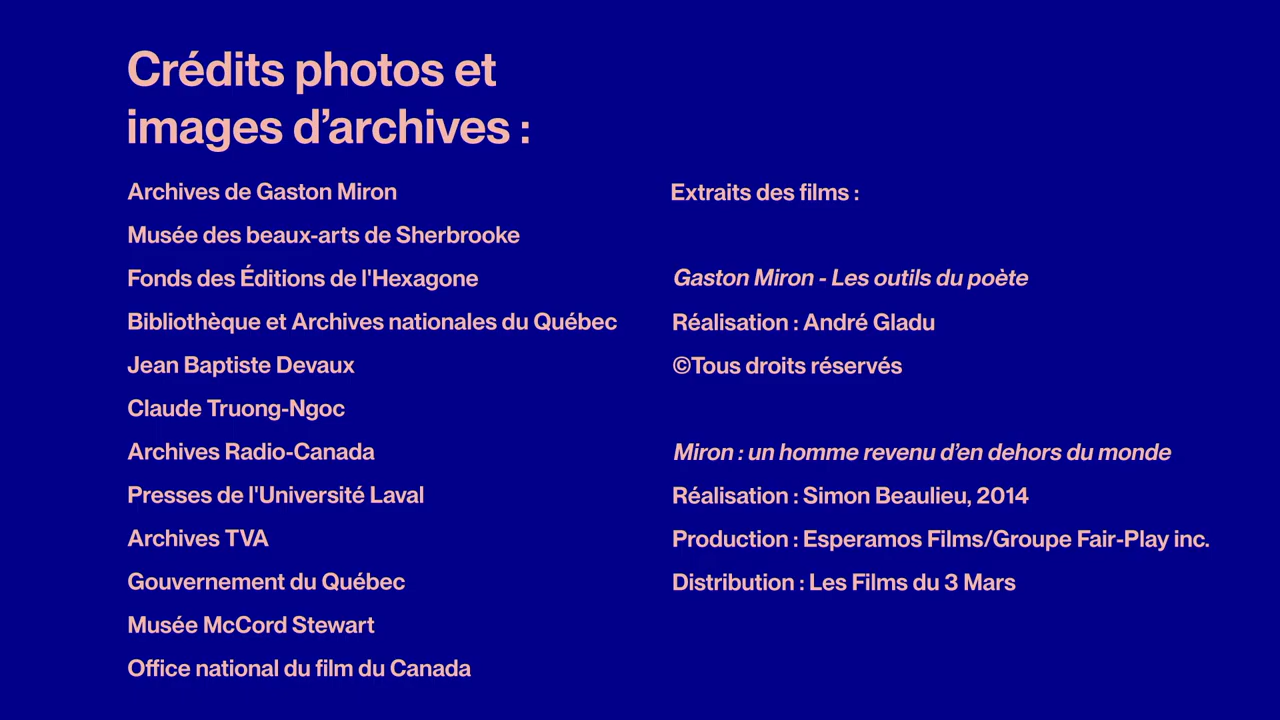 Crédits photos et
images d’archives :
Archives de Gaston Miron
Musée des beaux-arts de Sherbrooke
Fonds des Éditions de l'Hexagone
Bibliothèque et Archives nationales du Québec
Jean Baptiste Devaux
Claude Truong-Ngoc
Archives Radio-Canada
Presses de l'Université Laval
Archives TVA
Gouvernement du Québec
Musée McCord Stewart
Office national du film du Canada
Extraits des films :
Gaston Miron - Les outils du poète
Réalisation : André Gladu
©Tous droits réservés
Miron : un homme revenu d’en dehors du monde
Réalisation : Simon Beaulieu, 2014
Production : Esperamos Films/Groupe Fair-Play inc.
Distribution : Les Films du 3 Mars